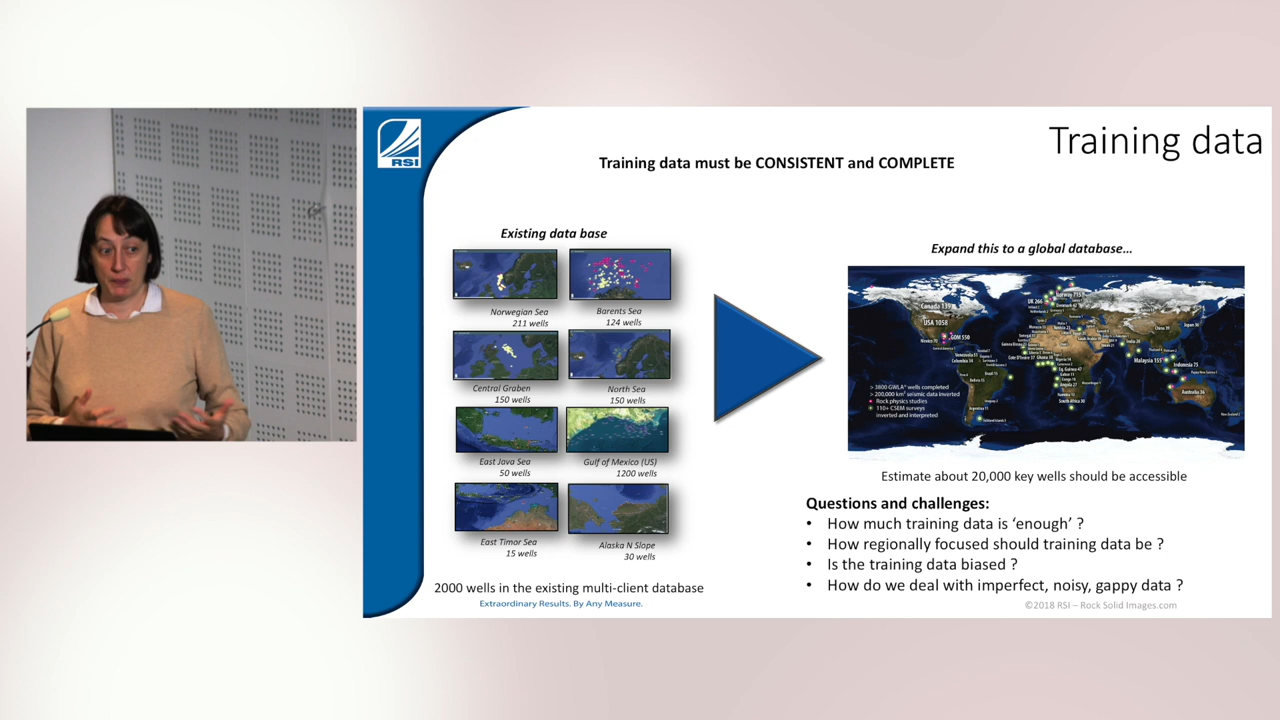 RSI
Training data
Training data must be CONSISTENT and COMPLETE
Existing data base
Norwegian Sea
211 wells
Barents Sea
124 wells
Central Graben
150 wells
North Sea
150 wells
East Java Sea
50 wells
Gulf of Mexico (US)
1200 wells
East Timor Sea
15 wells
Alaska N Slope
30 wells
2000 wells in the existing multi-client database
Extraordinary Results. By Any Measure.
Expand this to a global database…
UK 266
USA 1058
GOM 550
Malaysia 155
Indonesia 75
Australia 36
South Africa 30
> 3800 GWLA® wells completed
> 200,000 km² seismic data inverted
Rock physics studies
110+ CSEM surveys
inverted and interpreted
Estimate about 20,000 key wells should be accessible
Questions and challenges:
• How much training data is ‘enough’ ?
• How regionally focused should training data be ?
• Is the training data biased ?
• How do we deal with imperfect, noisy, gappy data ?
©2018 RSI – Rock Solid Images.com